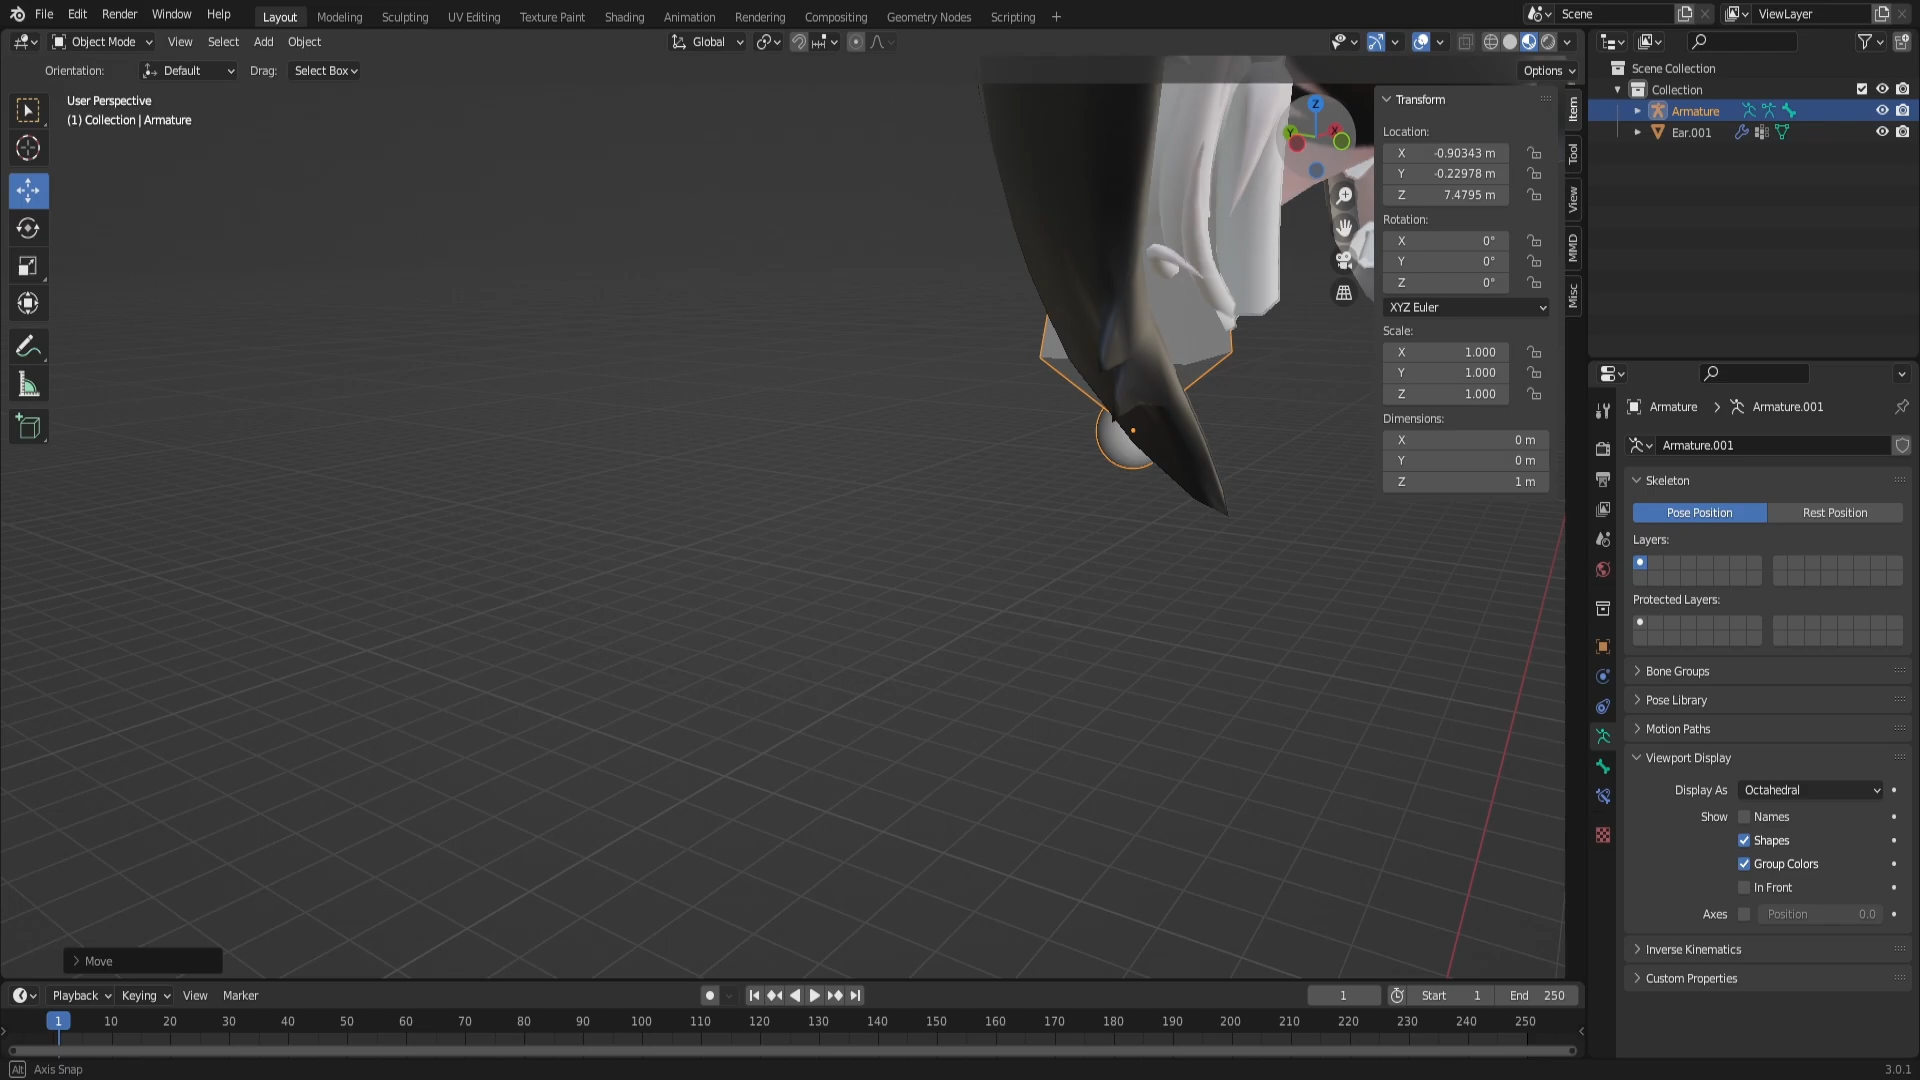 File Edit Render Window Help Layout Modeling Sculpting UV Editing Texture Paint Shading Animation Rendering Compositing Geometry Nodes Scripting + Scene ViewLayer
Object Mode View Select Add Object Global
Orientation: Default Drag: Select Box Options
User Perspective
(1) Collection | Armature
Transform
Location:
X -0.90343 m
Y -0.22978 m
Z 7.4795 m
Rotation:
X 0°
Y 0°
Z 0°
XYZ Euler
Scale:
X 1.000
Y 1.000
Z 1.000
Dimensions:
X 0 m
Y 0 m
Z 1 m
Item
Tool
View
MMD
Misc
Z
Y
X
Scene Collection
Collection
Armature
Ear.001
Armature > Armature.001
Armature.001
Skeleton
Pose Position Rest Position
Layers:
Protected Layers:
Bone Groups
Pose Library
Motion Paths
Viewport Display
Display As Octahedral
Show Names
Shapes
Group Colors
In Front
Axes Position 0.0
Inverse Kinematics
Custom Properties
Move
Playback Keying View Marker 1 Start 1 End 250
1 10 20 30 40 50 60 70 80 90 100 110 120 130 140 150 160 170 180 190 200 210 220 230 240 250
Alt Axis Snap 3.0.1